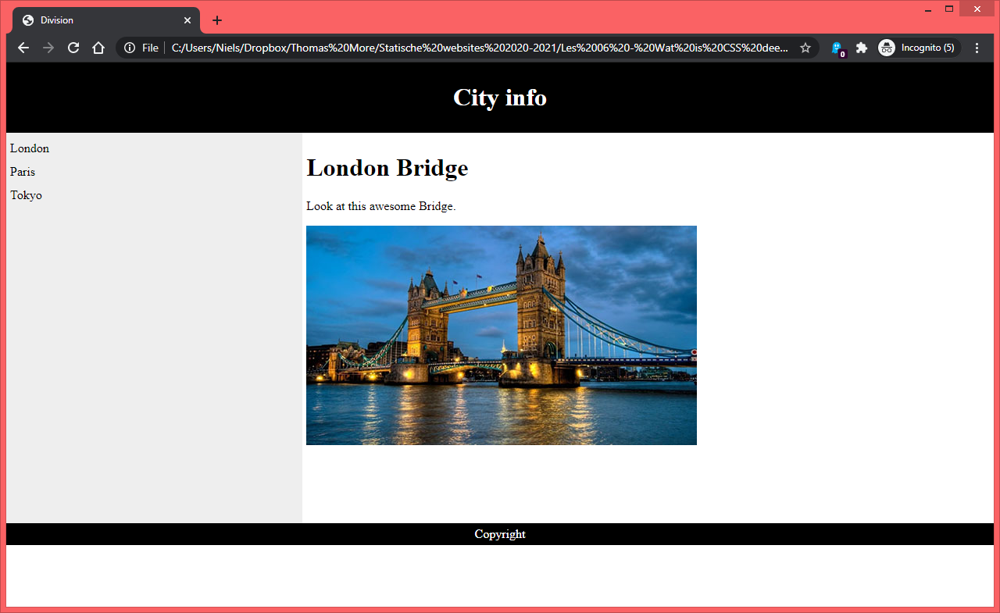 Division
File C:/Users/Niels/Dropbox/Thomas%20More/Statische%20websites%202020-2021/Les%2006%20-%20Wat%20is%20CSS%20dee...
0
Incognito (5)
City info
London
Paris
Tokyo
London Bridge
Look at this awesome Bridge.
Copyright